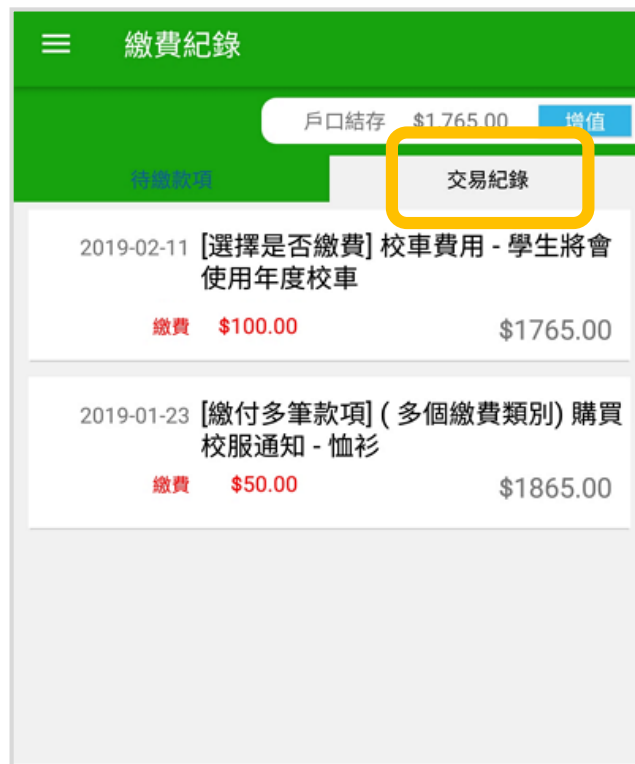 繳費紀錄
戶口結存 $1,765.00 增值
待繳款項 交易紀錄
2019-02-11 [選擇是否繳費] 校車費用 - 學生將會
使用年度校車
繳費 $100.00 $1765.00
2019-01-23 [繳付多筆款項] ( 多個繳費類別) 購買
校服通知 - 恤衫
繳費 $50.00 $1865.00